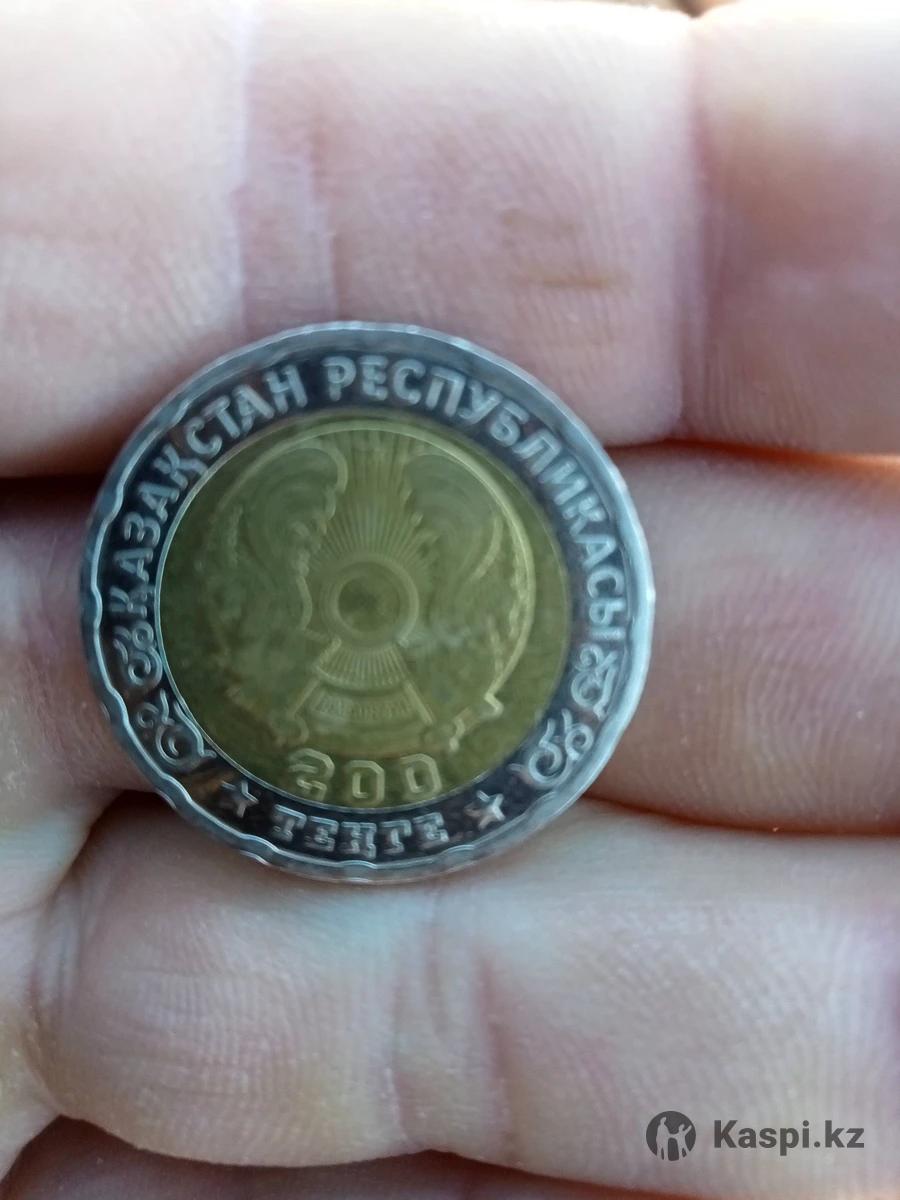 ҚАЗАҚСТАН РЕСПУБЛИКАСЫ
200
ТЕҢГЕ
Kaspi.kz